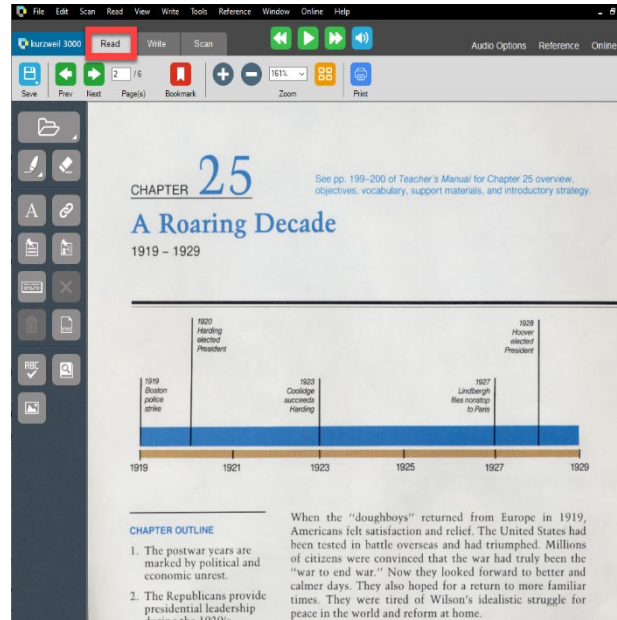 File Edit Scan Read View Write Tools Reference Window Online Help
kurzweil 3000 Read Write Scan Audio Options Reference Online
2 /6 161%
Save Prev Next Page(s) Bookmark Zoom Print
A
RBC
CHAPTER 25
See pp. 199–200 of Teacher's Manual for Chapter 25 overview,
objectives, vocabulary, support materials, and introductory strategy.
A Roaring Decade
1919 – 1929
1920
Harding
elected
President
1928
Hoover
elected
President
1919
Boston
police
strike
1923
Coolidge
succeeds
Harding
1927
Lindbergh
flies nonstop
to Paris
1919 1921 1923 1925 1927 1929
CHAPTER OUTLINE
1. The postwar years are
marked by political and
economic unrest.
2. The Republicans provide
presidential leadership
during the 1920's
When the "doughboys" returned from Europe in 1919,
Americans felt satisfaction and relief. The United States had
been tested in battle overseas and had triumphed. Millions
of citizens were convinced that the war had truly been the
"war to end war." Now they looked forward to better and
calmer days. They also hoped for a return to more familiar
times. They were tired of Wilson's idealistic struggle for
peace in the world and reform at home.